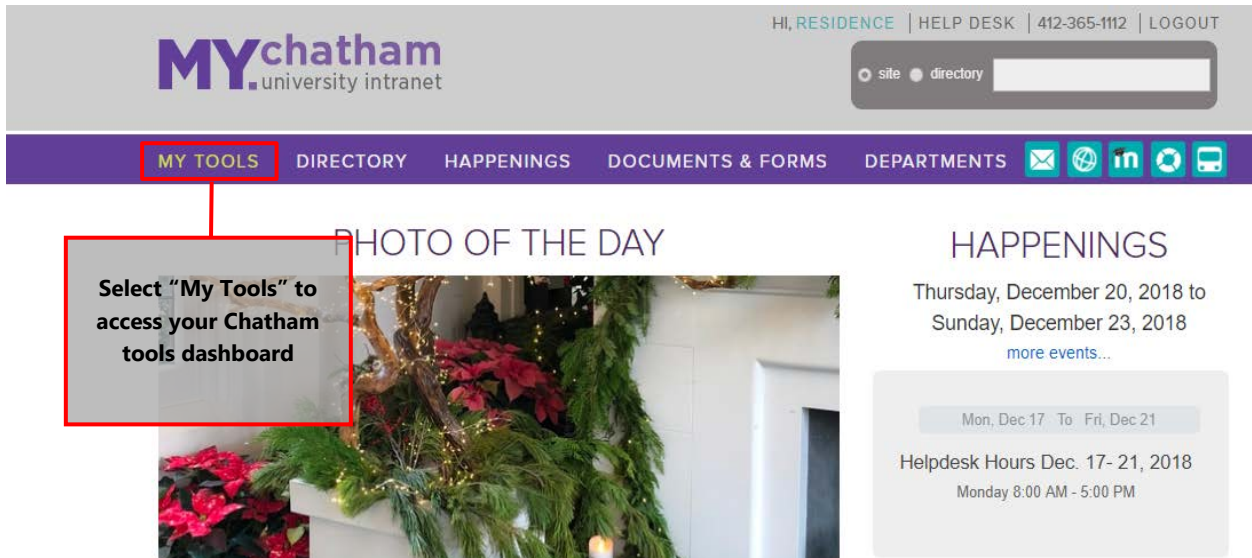 HI, RESIDENCE | HELP DESK | 412-365-1112 | LOGOUT
MY.chatham
university intranet
site directory
MY TOOLS DIRECTORY HAPPENINGS DOCUMENTS & FORMS DEPARTMENTS in
PHOTO OF THE DAY
Select “My Tools” to
access your Chatham
tools dashboard
HAPPENINGS
Thursday, December 20, 2018 to
Sunday, December 23, 2018
more events...
Mon, Dec 17 To Fri, Dec 21
Helpdesk Hours Dec. 17- 21, 2018
Monday 8:00 AM - 5:00 PM